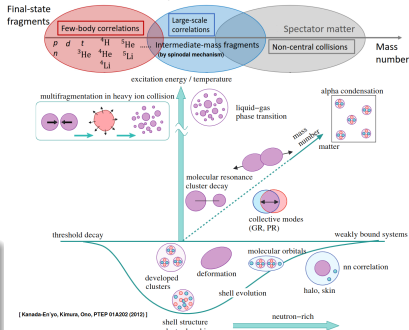 Final-state
fragments
Few-body correlations
p d t ⁴H ⁵He ......
n ³He ⁴He ⁵Li
⁶Li
Large-scale
correlations
Intermediate-mass fragments
(by spinodal mechanism)
Spectator matter
Non-central collisions
Mass
number
excitation energy / temperature
multifragmentation in heavy ion collision
liquid-gas
phase transition
alpha condensation
mass
number
matter
molecular resonance
cluster decay
collective modes
(GR, PR)
threshold decay
weakly bound systems
molecular orbitals
nn correlation
developed
clusters
deformation
halo, skin
shell evolution
[ Kanada-En'yo, Kimura, Ono, PTEP 01A202 (2012) ]
shell structure
neutron-rich